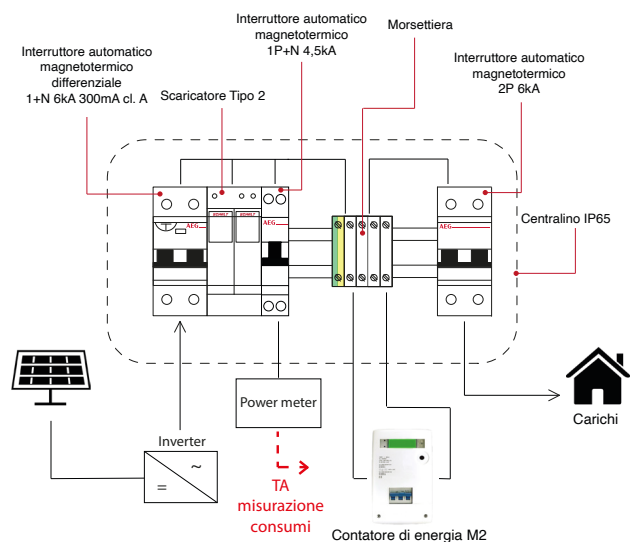 Interruttore automatico
magnetotermico
differenziale
1+N 6kA 300mA cl. A
Scaricatore Tipo 2
Interruttore automatico
magnetotermico
1P+N 4,5kA
Morsettiera
Interruttore automatico
magnetotermico
2P 6kA
Centralino IP65
AEG
AEG
AEG
Power meter
Inverter
~
=
TA
misurazione
consumi
Contatore di energia M2
Carichi